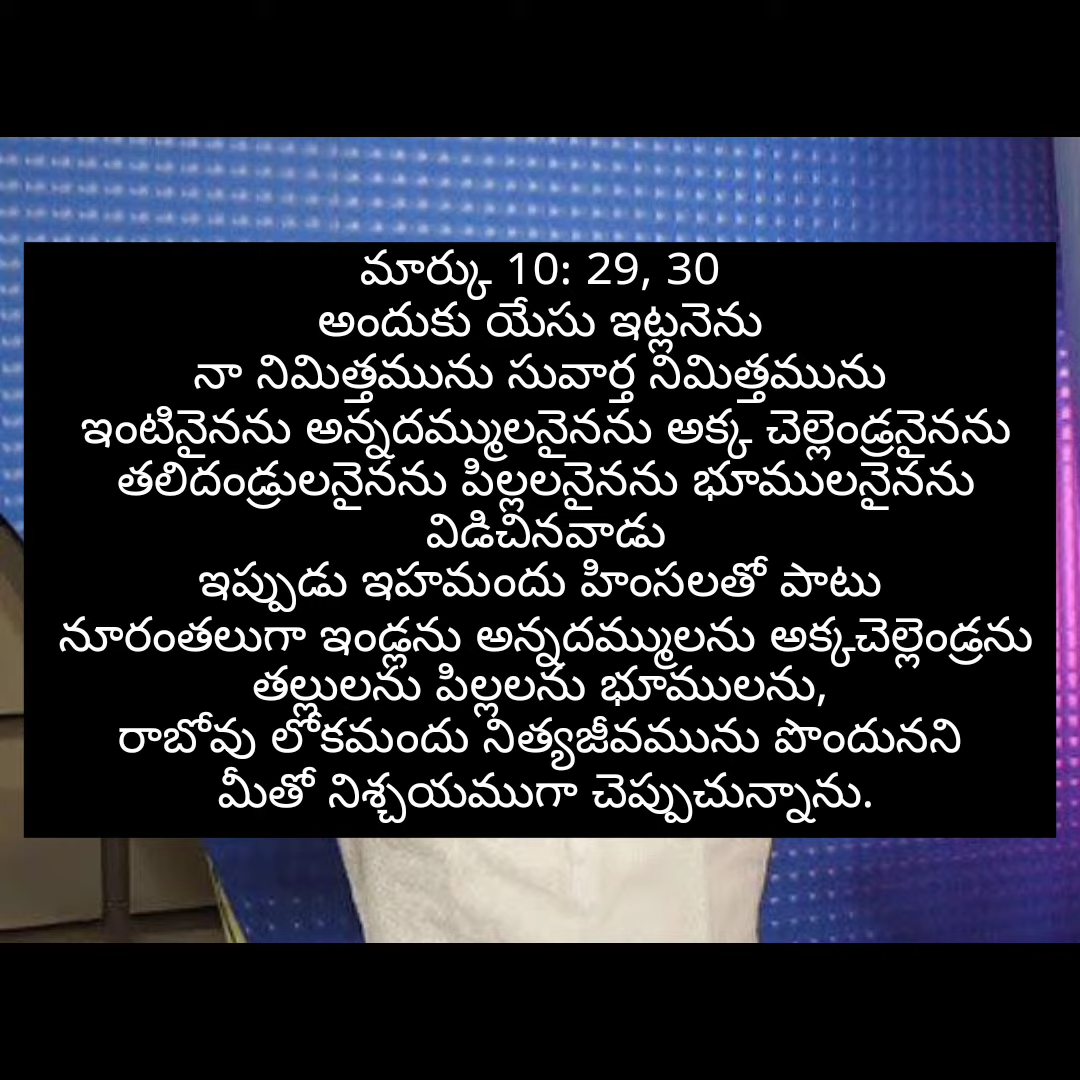 మార్కు 10: 29, 30
అందుకు యేసు ఇట్లనెను
నా నిమిత్తమును సువార్త నిమిత్తమును
ఇంటినైనను అన్నదమ్ములనైనను అక్క చెల్లెండ్రనైనను
తలిదండ్రులనైనను పిల్లలనైనను భూములనైనను
విడిచినవాడు
ఇప్పుడు ఇహమందు హింసలతో పాటు
నూరంతలుగా ఇండ్లను అన్నదమ్ములను అక్కచెల్లెండ్రను
తల్లులను పిల్లలను భూములను,
రాబోవు లోకమందు నిత్యజీవమును పొందునని
మీతో నిశ్చయముగా చెప్పుచున్నాను.